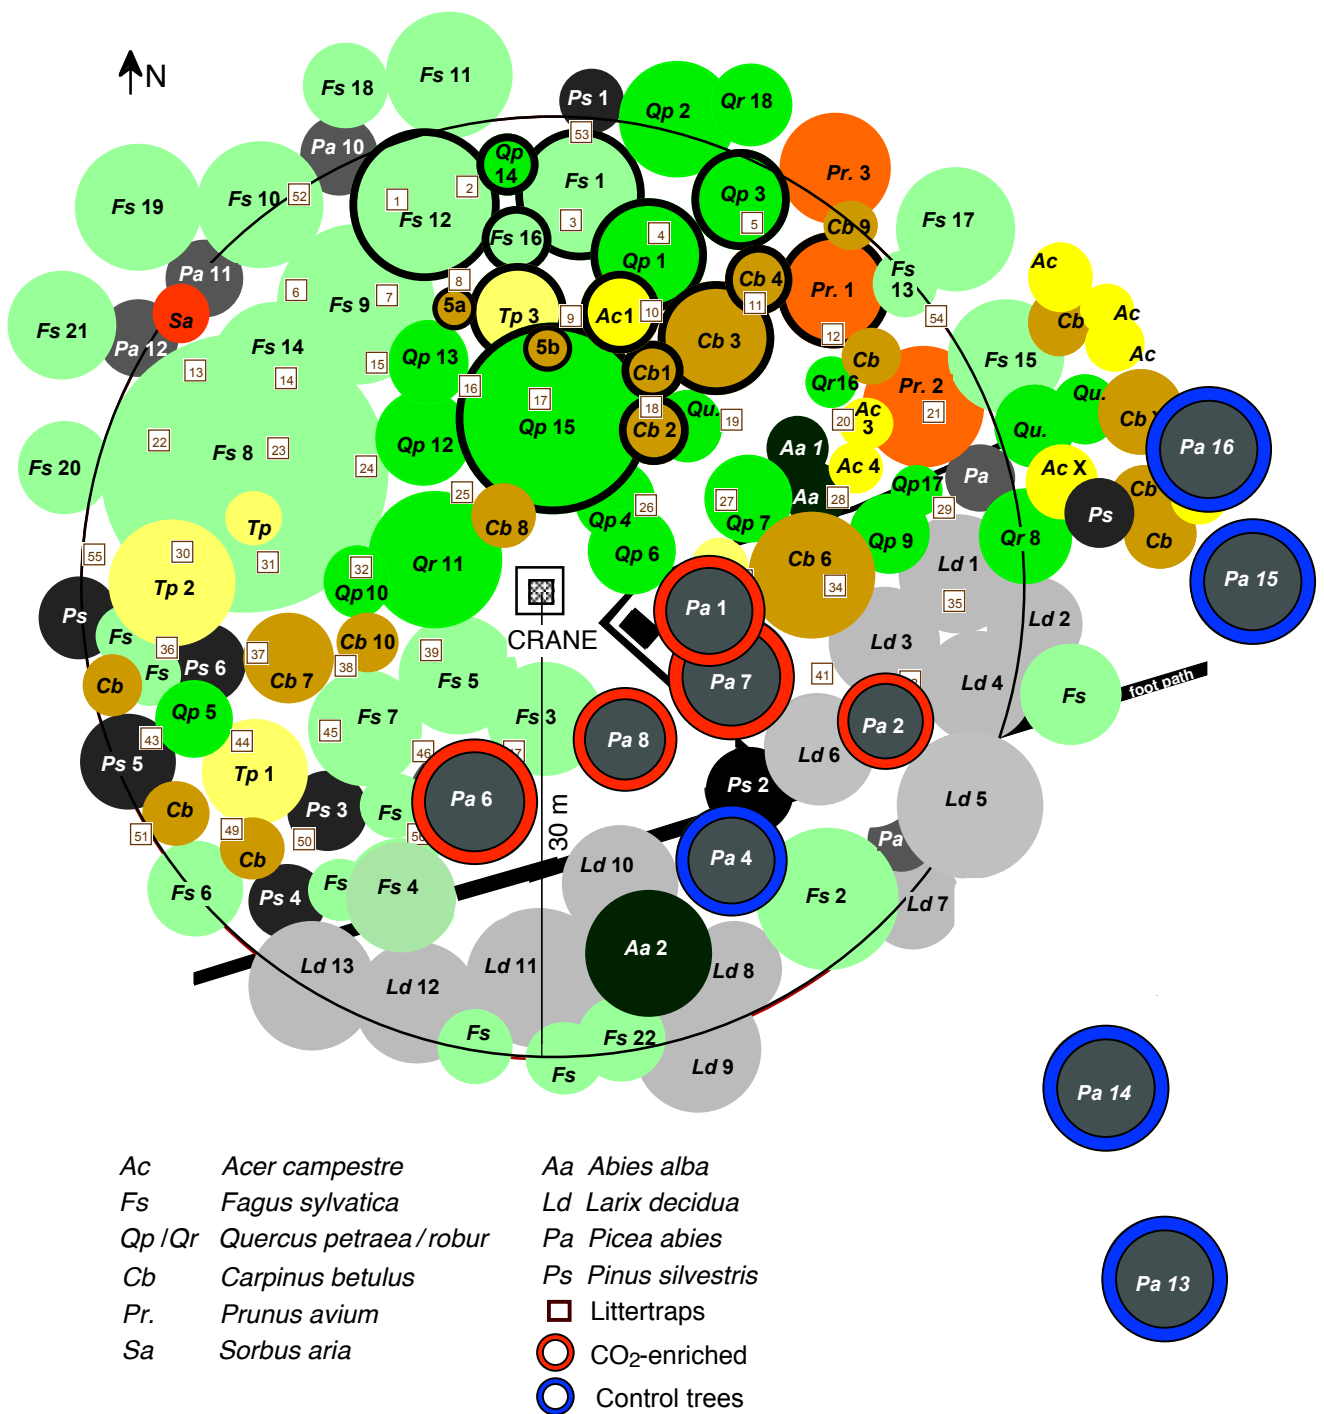 N
Fs 11
Fs 18
Ps 1
Qp 2
Qr 18
53
Pa 10
Qp
14
Pr. 3
Fs 1
Fs 10
52
Fs 19
1
2
Fs 12
Qp 3
5
3
Cb 9
Fs 17
Fs 16
4
Qp 1
Ac
Pa 11
Fs
13
Cb 4
8
6
7
Fs 9
5a
Tp 3
9
Ac1
10
11
Pr. 1
54
Cb
Ac
Sa
Fs 21
Pa 12
Fs 14
12
Cb 3
5b
Qp 13
15
Ac
Fs 15
Cb
13
14
Cb1
Qr16
Pr. 2
16
17
18
Qu.
19
20
Ac
3
21
Qu.
Cb X
Qp 15
Cb 2
Qu.
22
Fs 8
23
24
Qp 12
Aa 1
Pa 16
Fs 20
Ac 4
Ac X
Pa
Qp17
Cb
25
Qp 4
26
27
Qp 7
Aa
28
29
Ps
Tp
Cb 8
Qp 9
Qr 8
Cb
55
30
31
Qp 6
Cb 6
Ld 1
Qr 11
32
Qp10
34
Pa 15
Tp 2
35
Ps
Fs
CRANE
Pa 1
Ld 2
Ld 3
36
Fs
Ps 6
37
Cb 10
38
39
Cb
Cb 7
Fs 5
Pa 7
41
Ld 4
Fs
foot path
Qp 5
Fs 7
Fs 3
Pa 8
Pa 2
43
44
45
46
47
Ld 6
Ps 5
Tp 1
Ps 2
Pa 6
Ld 5
Cb
Ps 3
Fs
30 m
51
49
50
Pa
Cb
Pa 4
Fs 6
Ps 4
Fs
Fs 4
Ld 10
Fs 2
Ld 7
Aa 2
Ld 13
Ld 12
Ld 11
Ld 8
Fs
Fs 22
Ld 9
Fs
Pa 14
Pa 13
Ac Acer campestre
Fs Fagus sylvatica
Qp /Qr Quercus petraea / robur
Cb Carpinus betulus
Pr. Prunus avium
Sa Sorbus aria
Aa Abies alba
Ld Larix decidua
Pa Picea abies
Ps Pinus silvestris
Littertraps
CO2-enriched
Control trees